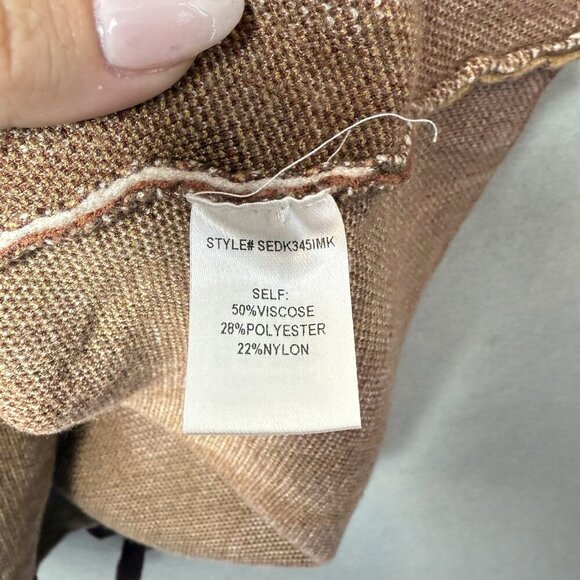 STYLE# SEDK345IMK
SELF:
50%VISCOSE
28%POLYESTER
22%NYLON